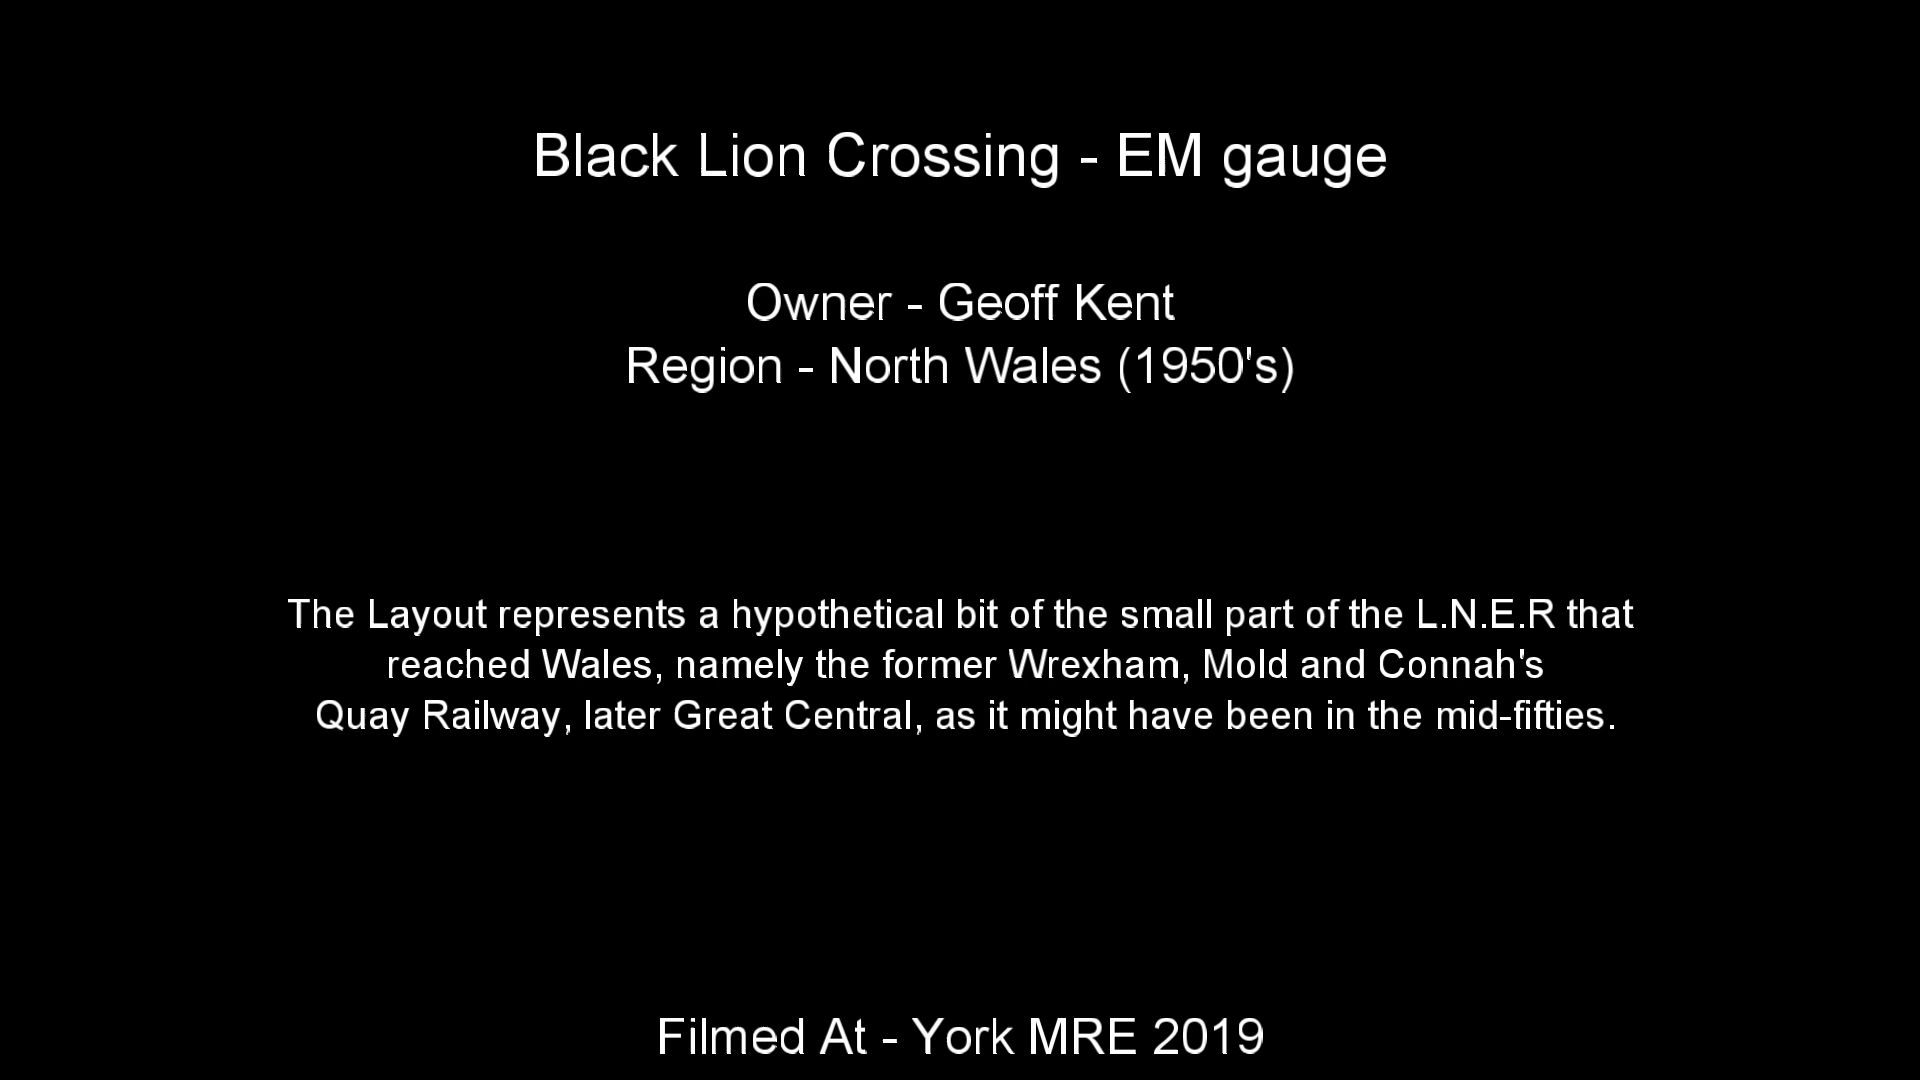 Black Lion Crossing - EM gauge
Owner - Geoff Kent
Region - North Wales (1950's)
The Layout represents a hypothetical bit of the small part of the L.N.E.R that
reached Wales, namely the former Wrexham, Mold and Connah's
Quay Railway, later Great Central, as it might have been in the mid-fifties.
Filmed At - York MRE 2019